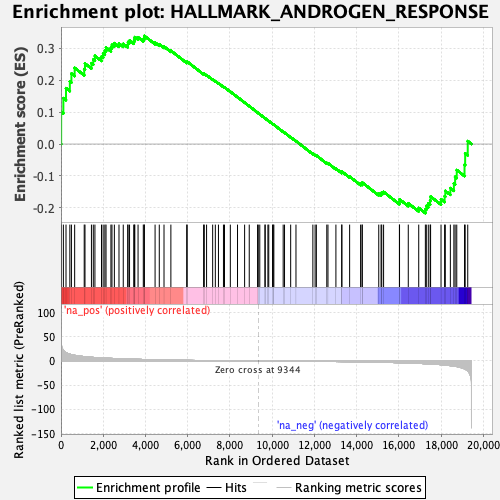 Enrichment plot: HALLMARK_ANDROGEN_RESPONSE
Enrichment score (ES)
0.3
0.2
0.1
0.0
-0.1
-0.2
Ranked list metric (PreRanked)
100
50
0
-50
-100
-150
'na_pos' (positively correlated)
Zero cross at 9344
'na_neg' (negatively correlated)
0
2,000
4,000
6,000
8,000
10,000
12,000
14,000
16,000
18,000
20,000
Rank in Ordered Dataset
Enrichment profile
Hits
Ranking metric scores